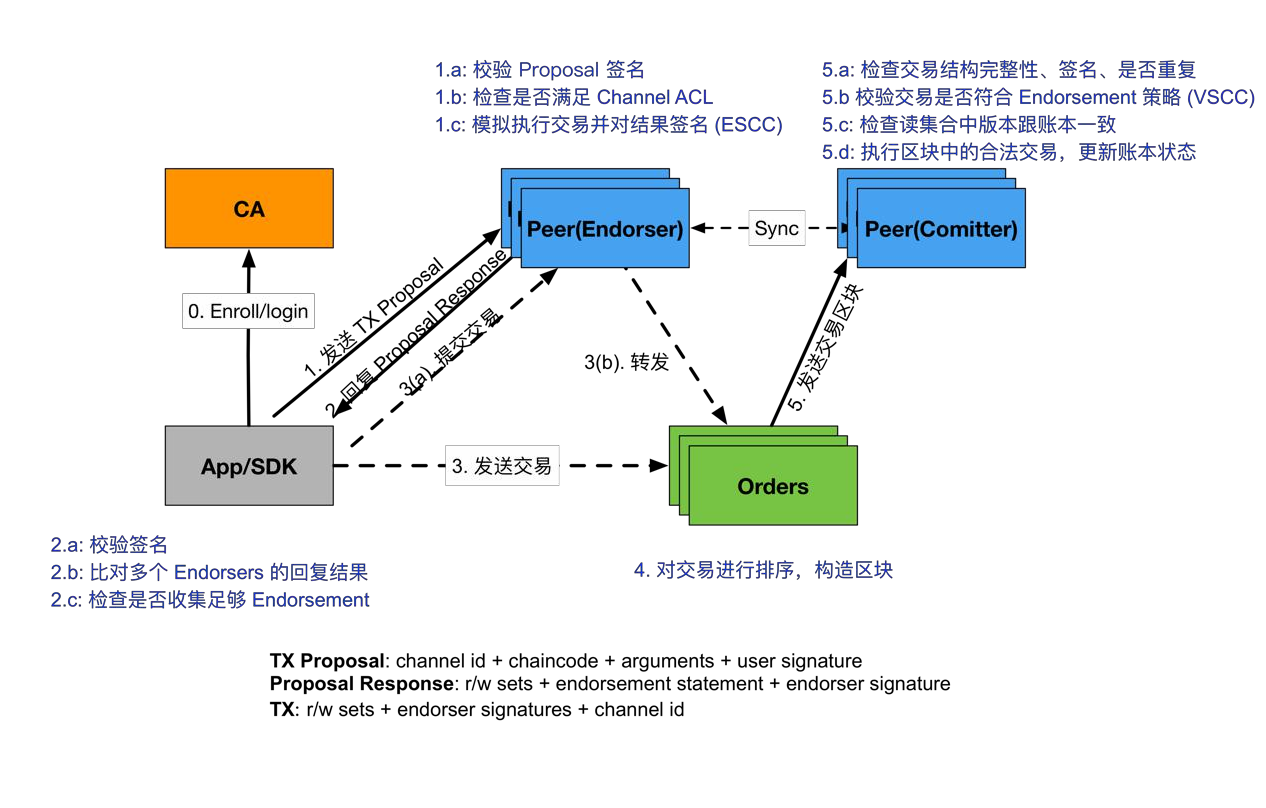 1.a: 校验 Proposal 签名
1.b: 检查是否满足 Channel ACL
1.c: 模拟执行交易并对结果签名 (ESCC)
5.a: 检查交易结构完整性、签名、是否重复
5.b 校验交易是否符合 Endorsement 策略 (VSCC)
5.c: 检查读集合中版本跟账本一致
5.d: 执行区块中的合法交易，更新账本状态
CA
Peer(Endorser)
Sync
Peer(Comitter)
0. Enroll/login
1. 发送 TX Proposal
2. 回复 Proposal Response
3(a). 提交交易
3(b). 转发
5. 发送交易区块
App/SDK
3. 发送交易
Orders
2.a: 校验签名
2.b: 比对多个 Endorsers 的回复结果
2.c: 检查是否收集足够 Endorsement
4. 对交易进行排序，构造区块
TX Proposal: channel id + chaincode + arguments + user signature
Proposal Response: r/w sets + endorsement statement + endorser signature
TX: r/w sets + endorser signatures + channel id